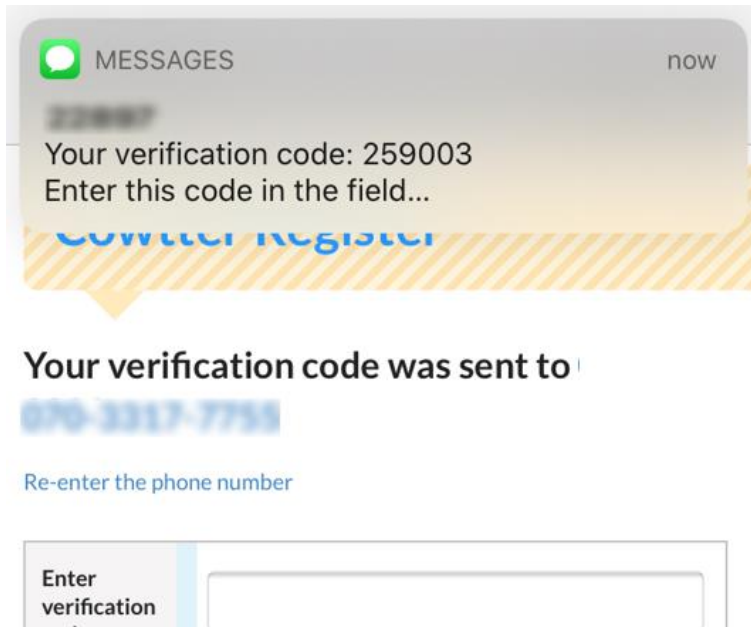 MESSAGES now
Your verification code: 259003
Enter this code in the field...
Register
Your verification code was sent to
Re-enter the phone number
Enter
verification